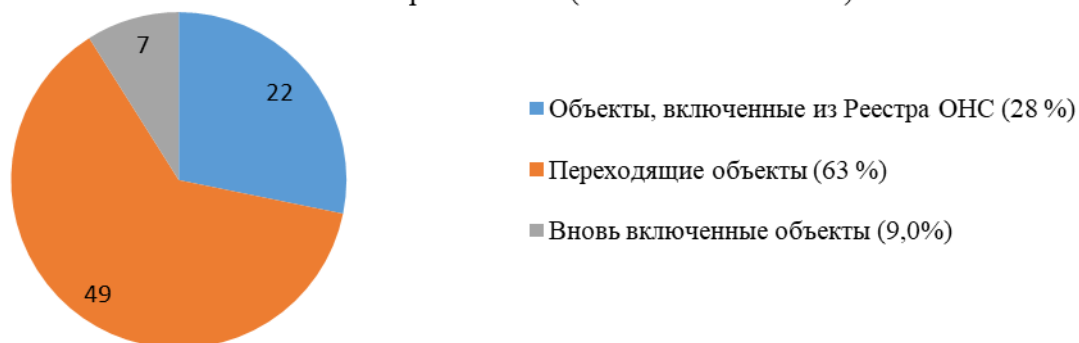 7
22
49
Объекты, включенные из Реестра ОНС (28 %)
Переходящие объекты (63 %)
Вновь включенные объекты (9,0%)